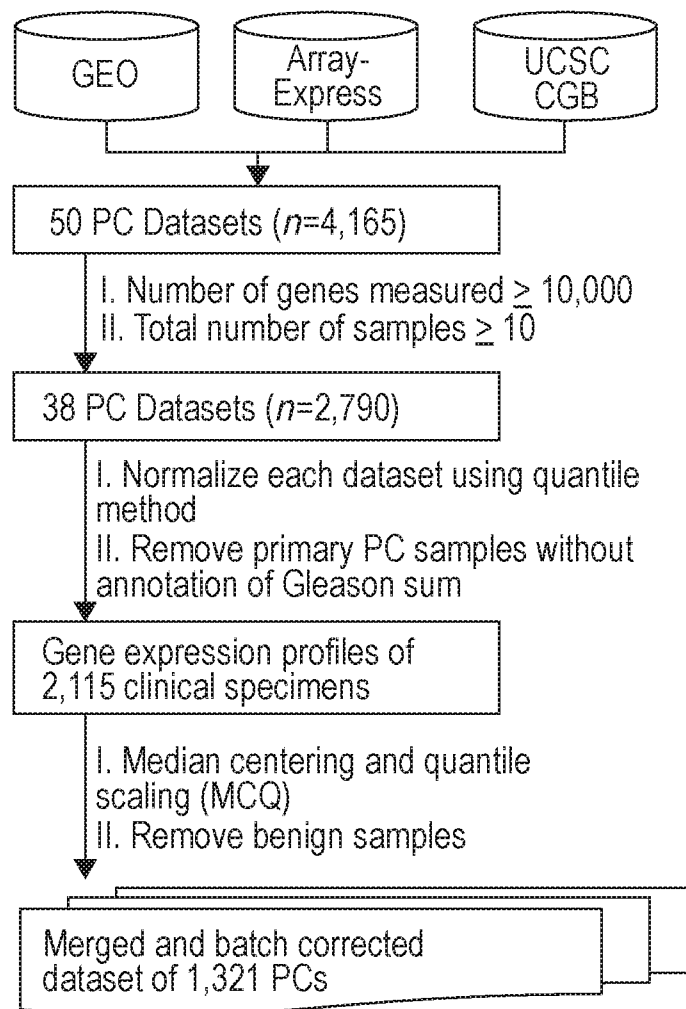 GEO
Array-
Express
UCSC
CGB
50 PC Datasets (n=4,165)
I. Number of genes measured ≥ 10,000
II. Total number of samples ≥ 10
38 PC Datasets (n=2,790)
I. Normalize each dataset using quantile
method
II. Remove primary PC samples without
annotation of Gleason sum
Gene expression profiles of
2,115 clinical specimens
I. Median centering and quantile
scaling (MCQ)
II. Remove benign samples
Merged and batch corrected
dataset of 1,321 PCs